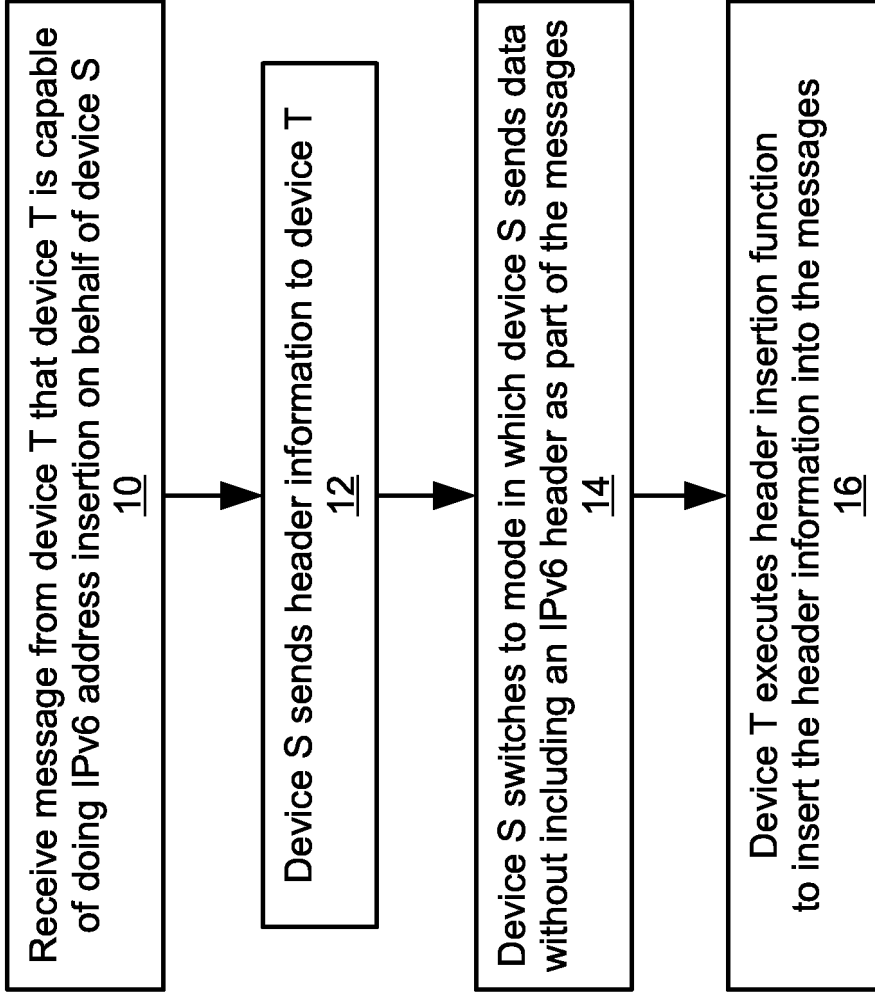 Receive message from device T that device T is capable
of doing IPv6 address insertion on behalf of device S
10
Device S sends header information to device T
12
Device S switches to mode in which device S sends data
without including an IPv6 header as part of the messages
14
Device T executes header insertion function
to insert the header information into the messages
16